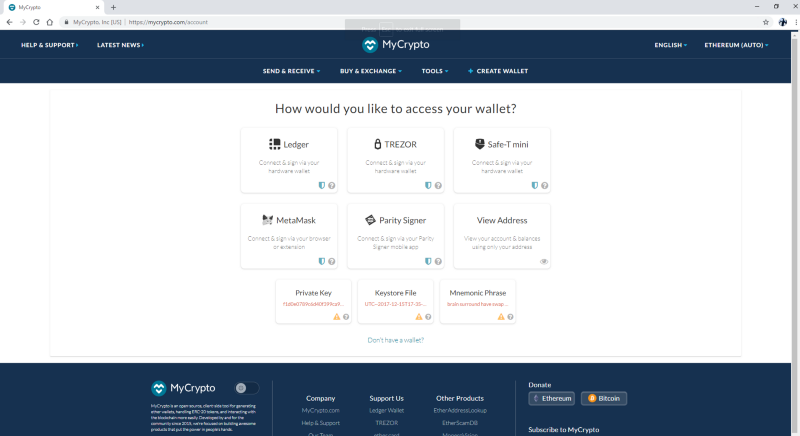 MyCrypto
MyCrypto, Inc [US] | https://mycrypto.com/account
HELP & SUPPORT
LATEST NEWS
MyCrypto
ENGLISH
ETHEREUM (AUTO)
SEND & RECEIVE
BUY & EXCHANGE
TOOLS
+ CREATE WALLET
How would you like to access your wallet?
Ledger
Connect & sign via your
hardware wallet
TREZOR
Connect & sign via your
hardware wallet
Safe-T mini
Connect & sign via your
hardware wallet
MetaMask
Connect & sign via your browser
or extension
Parity Signer
Connect & sign via your Parity
Signer mobile app
View Address
View your account & balances
using only your address
Private Key
Keystore File
UTC--2017-12-15T17-35-...
Mnemonic Phrase
brain surround have swap ...
Don't have a wallet?
MyCrypto
MyCrypto is an open-source, client-side tool for generating
ether wallets, handling ERC-20 tokens, and interacting with
the blockchain more easily. Developed by and for the
community since 2015, we're focused on building awesome
products that put the power in people's hands.
Company
MyCrypto.com
Help & Support
Our Team
Support Us
Ledger Wallet
TREZOR
Other Products
EtherAddressLookup
EtherScamDB
Donate
Ethereum
Bitcoin
Subscribe to MyCrypto